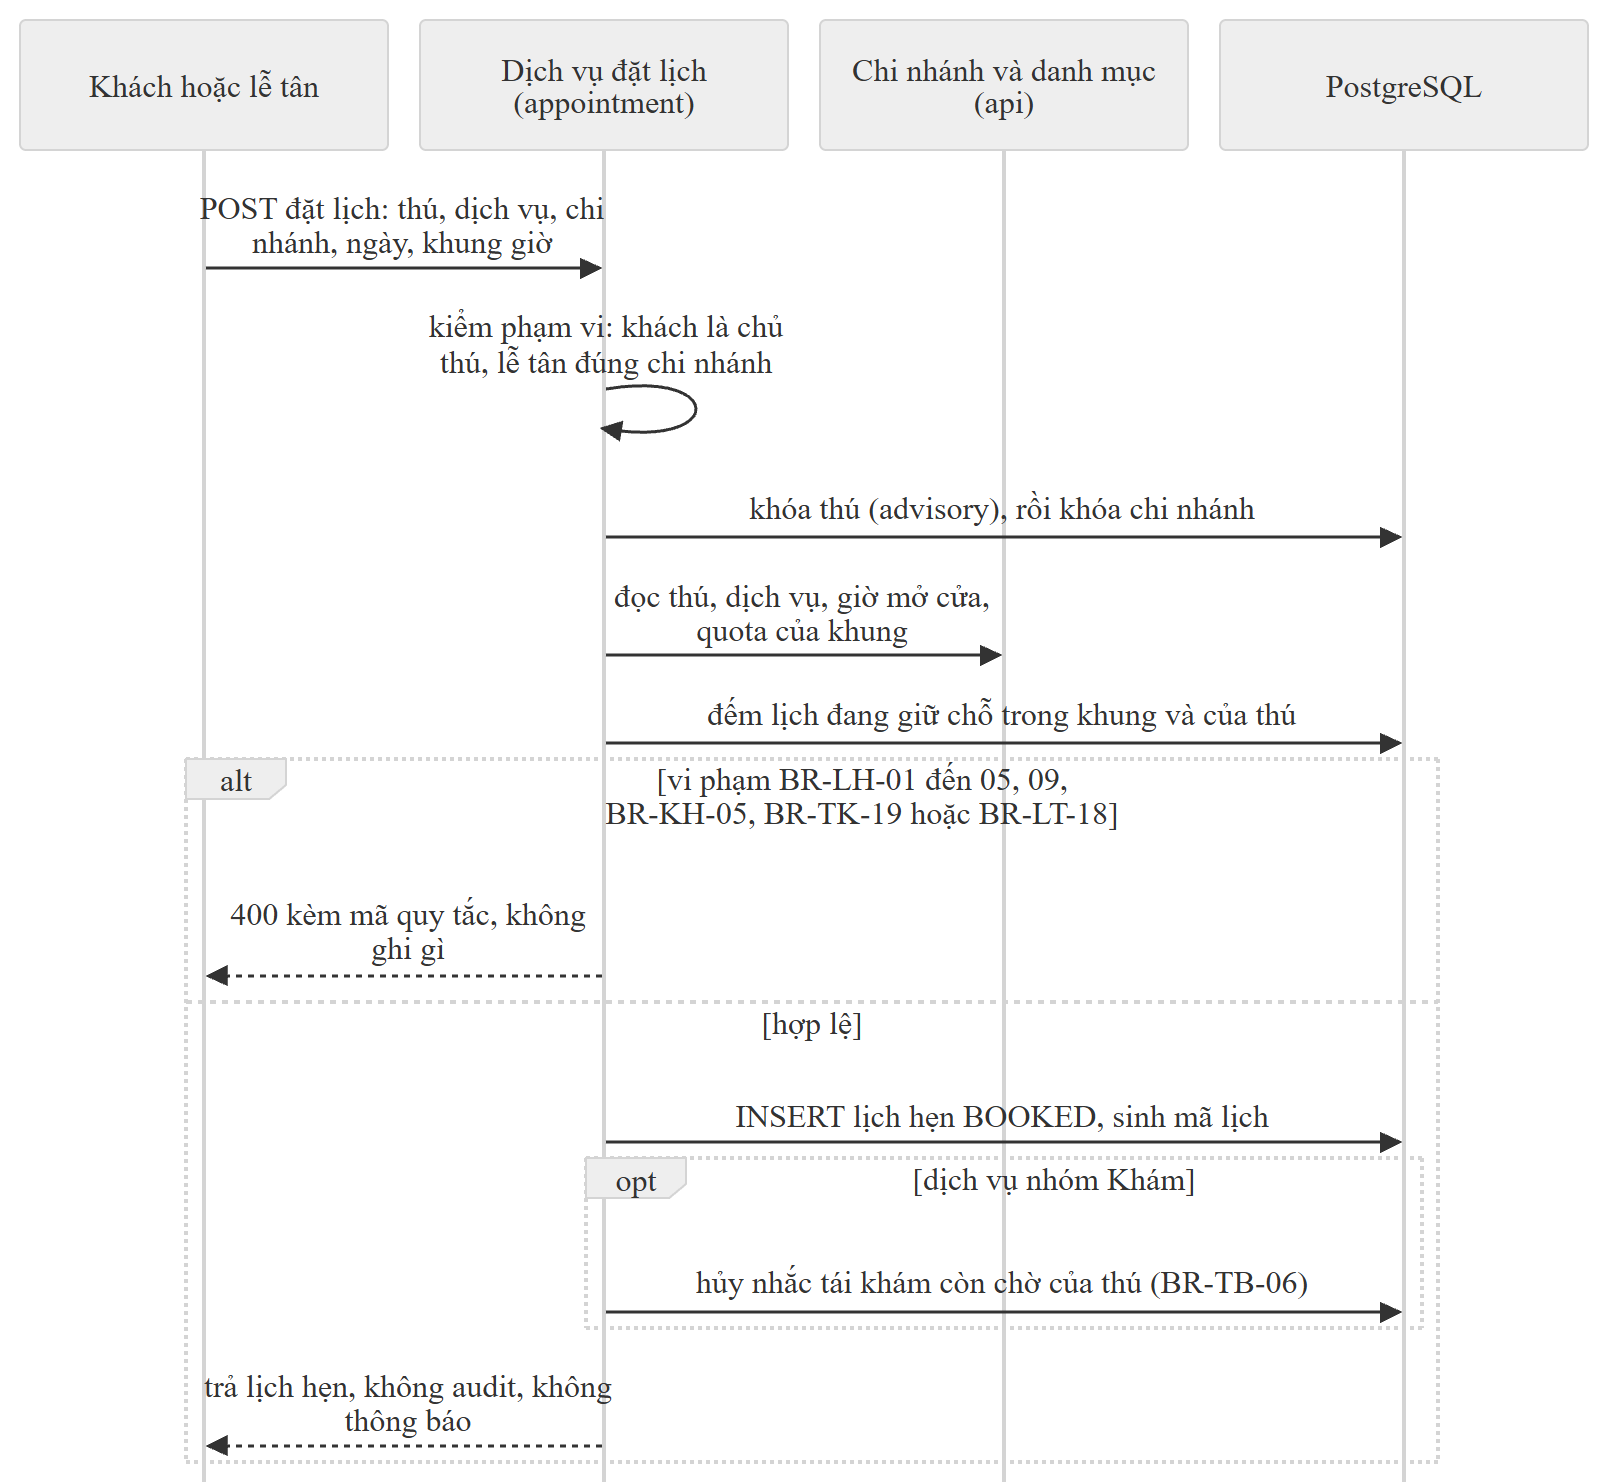 Khách hoặc lễ tân
Dịch vụ đặt lịch
(appointment)
Chi nhánh và danh mục
(api)
PostgreSQL
POST đặt lịch: thú, dịch vụ, chi
nhánh, ngày, khung giờ
kiểm phạm vi: khách là chủ
thú, lễ tân đúng chi nhánh
khóa thú (advisory), rồi khóa chi nhánh
đọc thú, dịch vụ, giờ mở cửa,
quota của khung
đếm lịch đang giữ chỗ trong khung và của thú
alt
[vi phạm BR-LH-01 đến 05, 09,
BR-KH-05, BR-TK-19 hoặc BR-LT-18]
400 kèm mã quy tắc, không
ghi gì
[hợp lệ]
INSERT lịch hẹn BOOKED, sinh mã lịch
opt
[dịch vụ nhóm Khám]
hủy nhắc tái khám còn chờ của thú (BR-TB-06)
trả lịch hẹn, không audit, không
thông báo